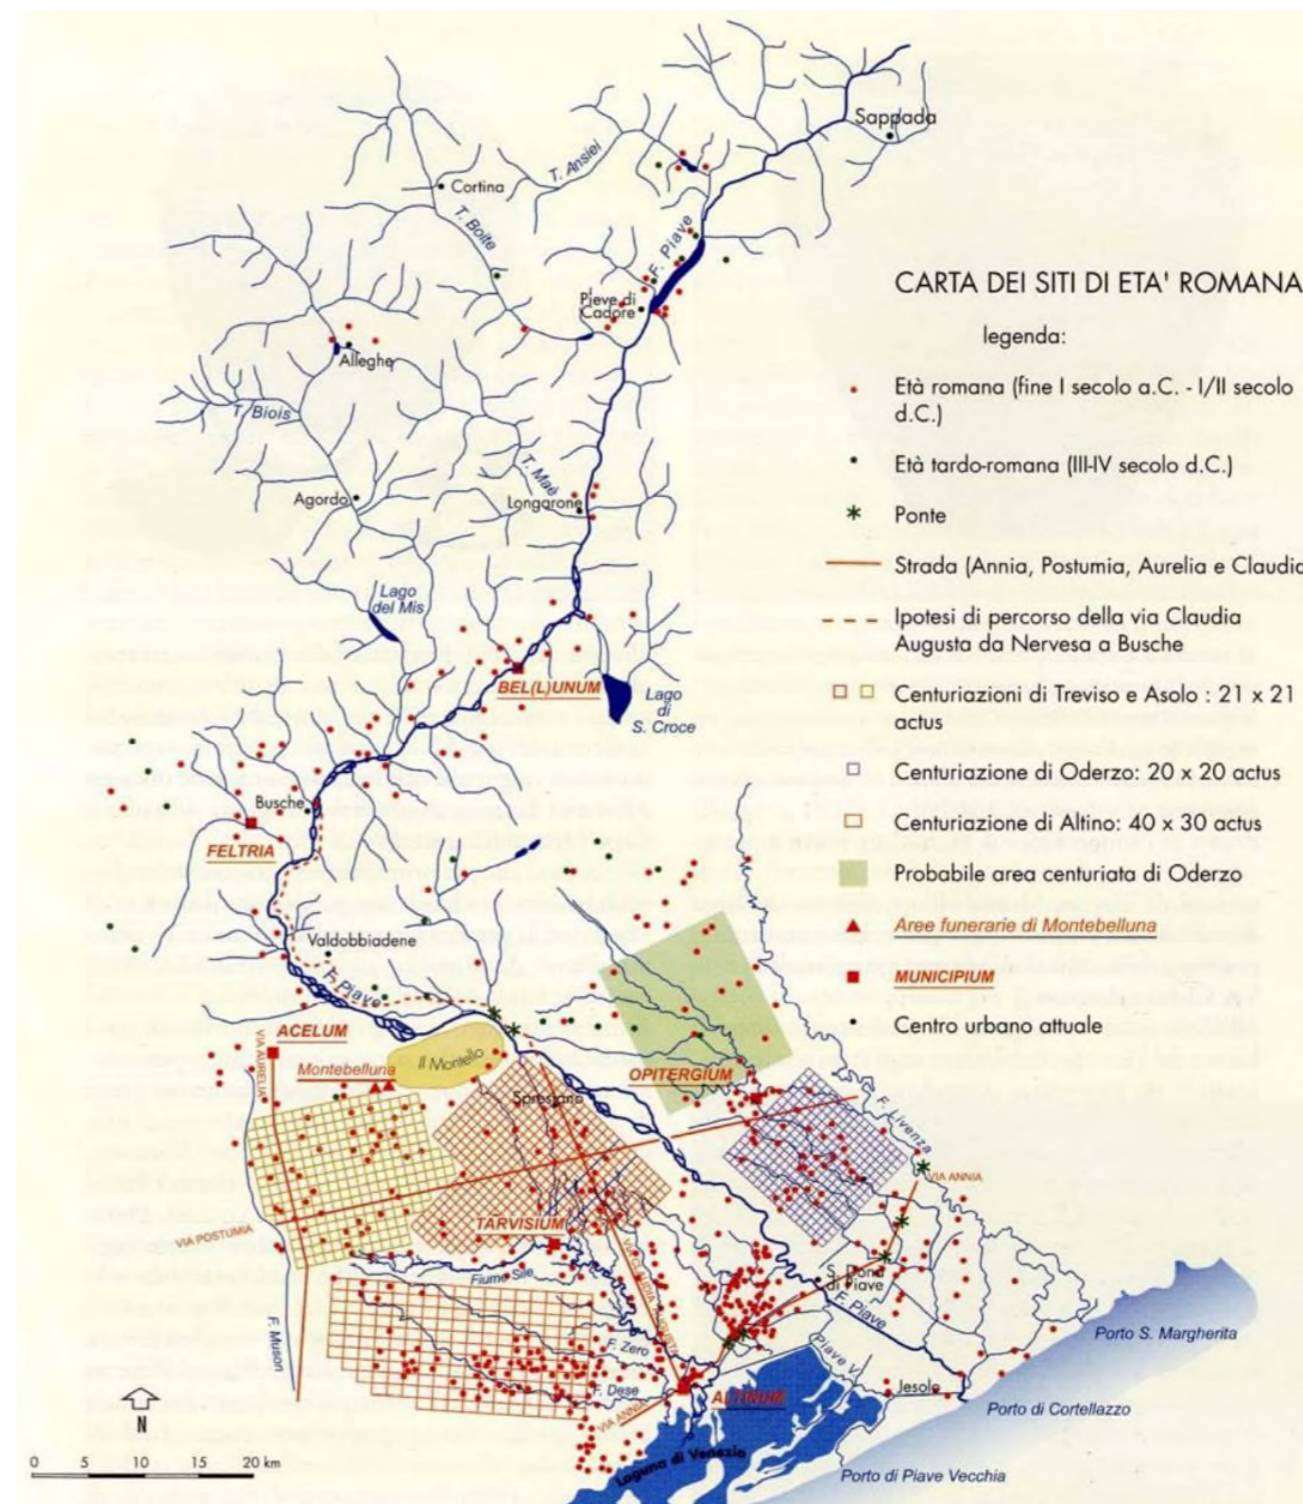 Sappada
T. Ansiei
Cortina
T. Boite
F. Piave
Pieve di
Cadore
Alleghe
T. Biois
T. Maè
Agordo
Longarone
Lago
del Mis
BEL(L)UNUM
Lago
di
S. Croce
Busche
FELTRIA
Valdobbiadene
F. Piave
ACELUM
VIA AURELIA
Montebelluna
Il Montello
OPITERGIUM
Spresiano
F. Livenza
VIA ANNIA
TARVISIUM
VIA POSTUMIA
Fiume Sile
VIA CLAUDIA AUGUSTA
S. Donà
di Piave
F. Piave
F. Muson
F. Zero
Piave V.
Porto S. Margherita
F. Dese
ALTINUM
Jesolo
VIA ANNIA
Porto di Cortellazzo
Laguna di Venezia
Porto di Piave Vecchia
N
0 5 10 15 20 km
CARTA DEI SITI DI ETA' ROMANA
legenda:
Età romana (fine I secolo a.C. - I/II secolo
d.C.)
Età tardo-romana (III-IV secolo d.C.)
Ponte
Strada (Annia, Postumia, Aurelia e Claudia
Ipotesi di percorso della via Claudia
Augusta da Nervesa a Busche
Centuriazioni di Treviso e Asolo : 21 x 21
actus
Centuriazione di Oderzo: 20 x 20 actus
Centuriazione di Altino: 40 x 30 actus
Probabile area centuriata di Oderzo
Aree funerarie di Montebelluna
MUNICIPIUM
Centro urbano attuale